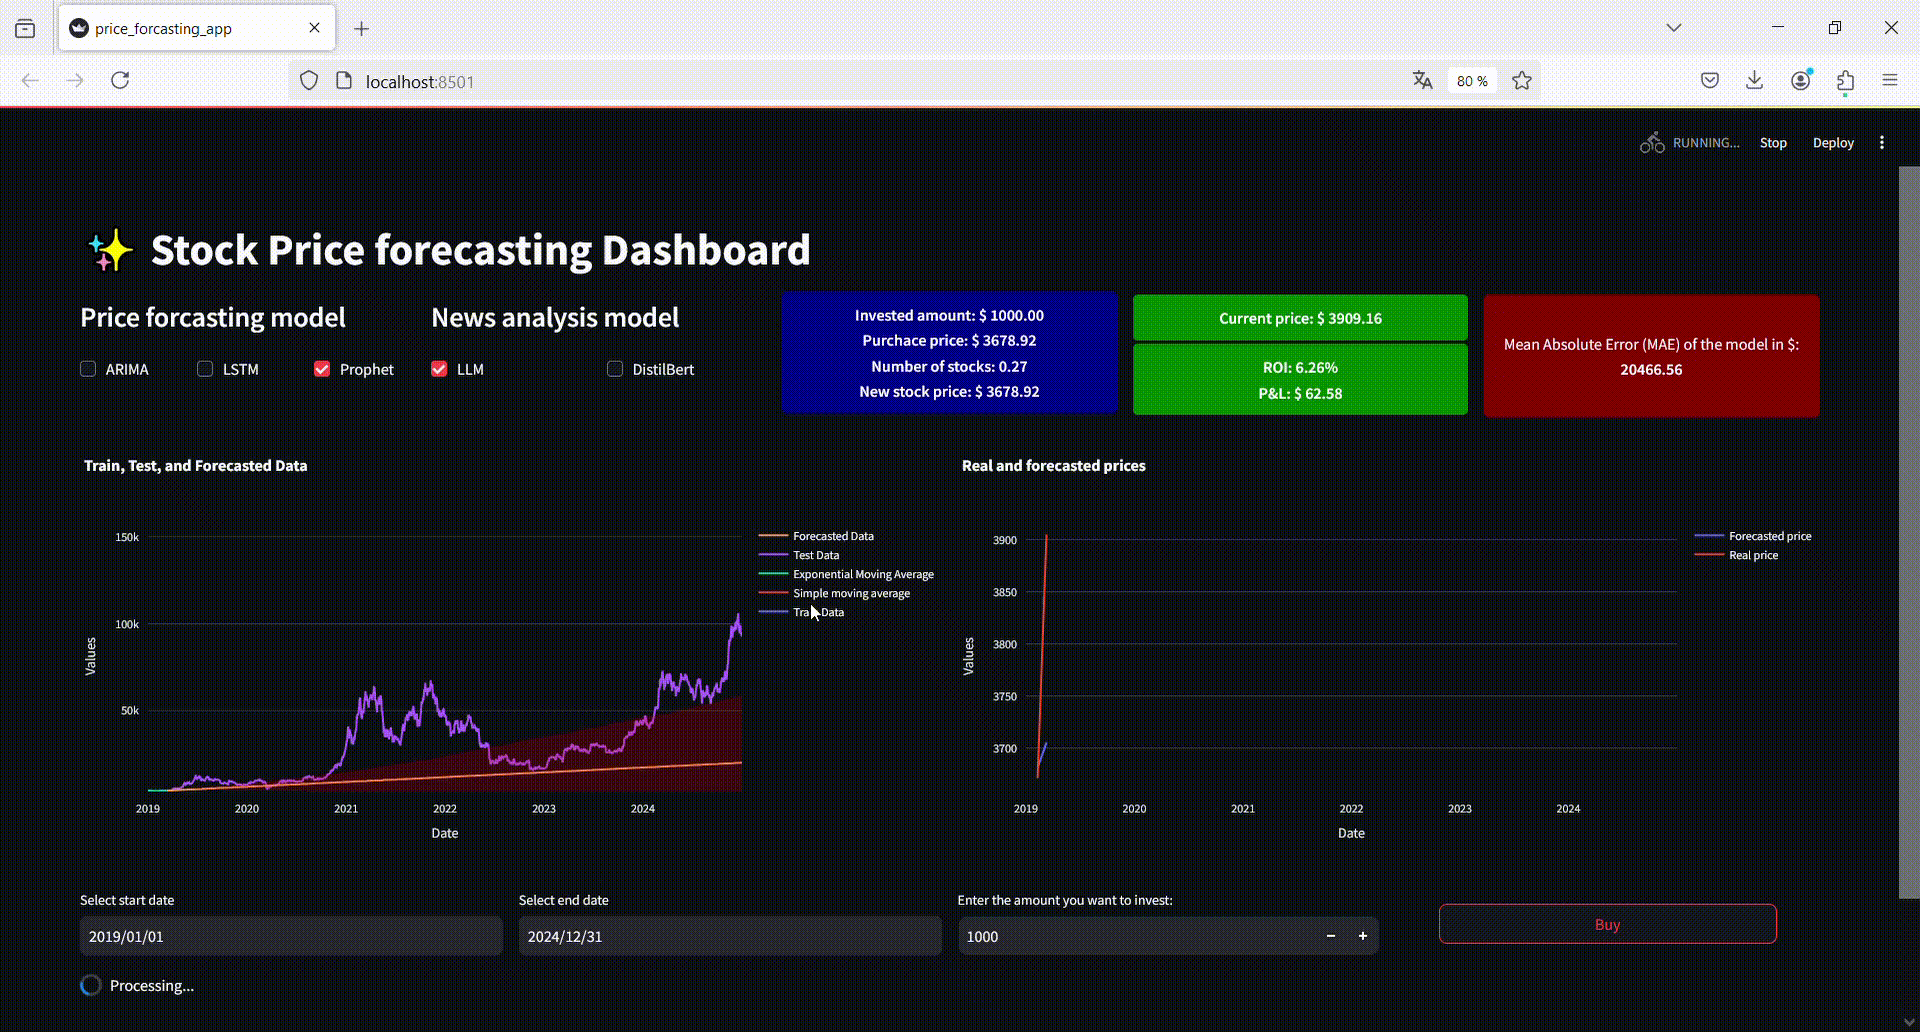 price_forcasting_app
localhost:8501
80 %
RUNNING...
Stop
Deploy
Stock Price forecasting Dashboard
Price forcasting model
News analysis model
ARIMA
LSTM
Prophet
LLM
DistilBert
Invested amount: $ 1000.00
Purchace price: $ 3678.92
Number of stocks: 0.27
New stock price: $ 3678.92
Current price: $ 3909.16
ROI: 6.26%
P&L: $ 62.58
Mean Absolute Error (MAE) of the model in $:
20466.56
Train, Test, and Forecasted Data
150k
100k
50k
Values
2019 2020 2021 2022 2023 2024
Date
Forecasted Data
Test Data
Exponential Moving Average
Simple moving average
Data
Real and forecasted prices
3900
3850
3800
3750
3700
Values
2019 2020 2021 2022 2023 2024
Date
Forecasted price
Real price
Select start date
2019/01/01
Select end date
2024/12/31
Enter the amount you want to invest:
1000
Buy
Processing...